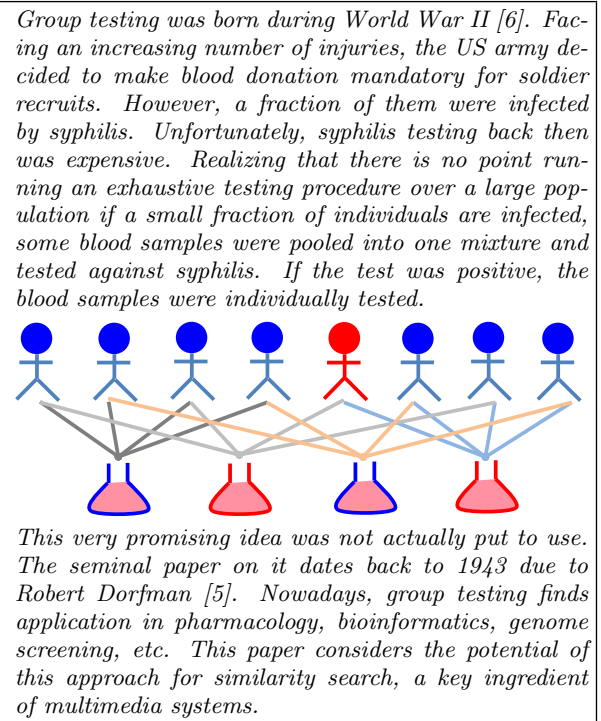 Group testing was born during World War II [6]. Fac-
ing an increasing number of injuries, the US army de-
cided to make blood donation mandatory for soldier
recruits. However, a fraction of them were infected
by syphilis. Unfortunately, syphilis testing back then
was expensive. Realizing that there is no point run-
ning an exhaustive testing procedure over a large pop-
ulation if a small fraction of individuals are infected,
some blood samples were pooled into one mixture and
tested against syphilis. If the test was positive, the
blood samples were individually tested.
This very promising idea was not actually put to use.
The seminal paper on it dates back to 1943 due to
Robert Dorfman [5]. Nowadays, group testing finds
application in pharmacology, bioinformatics, genome
screening, etc. This paper considers the potential of
this approach for similarity search, a key ingredient
of multimedia systems.